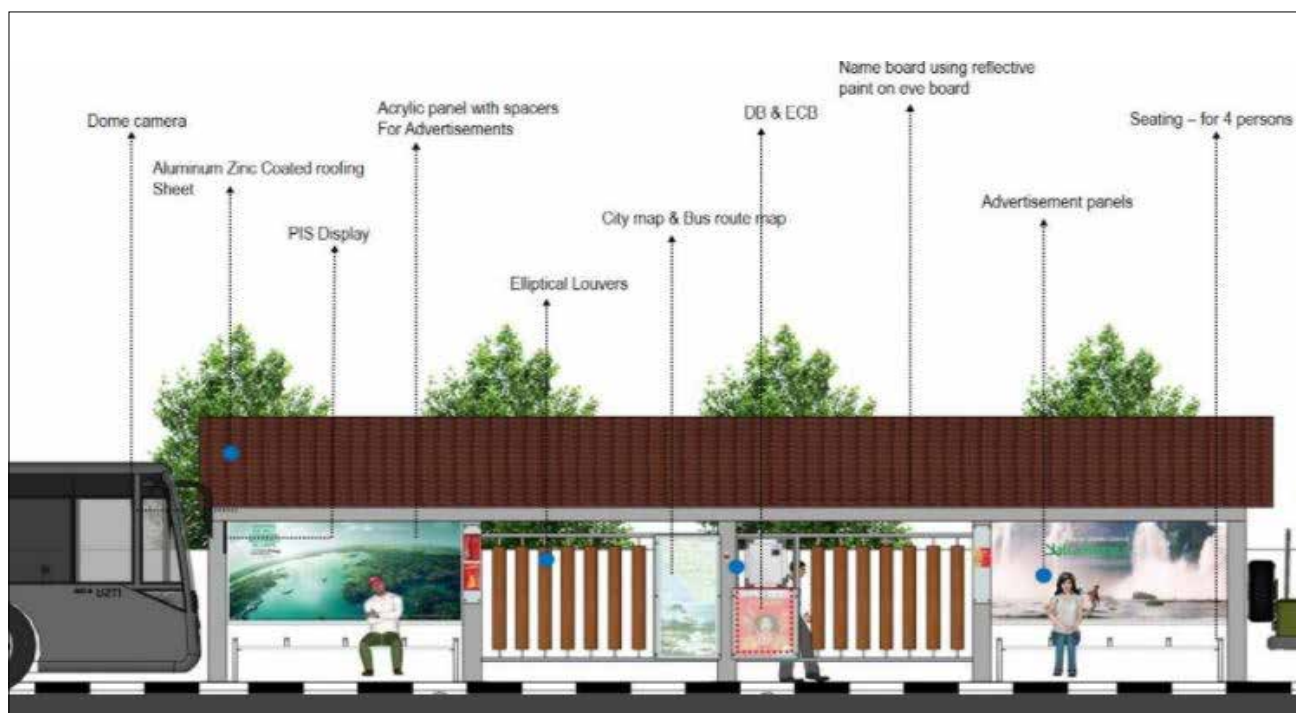 Name board using reflective
paint on eve board
Acrylic panel with spacers
For Advertisements
DB & ECB
Dome camera
Seating – for 4 persons
Aluminum Zinc Coated roofing
Sheet
Advertisement panels
City map & Bus route map
PIS Display
Elliptical Louvers